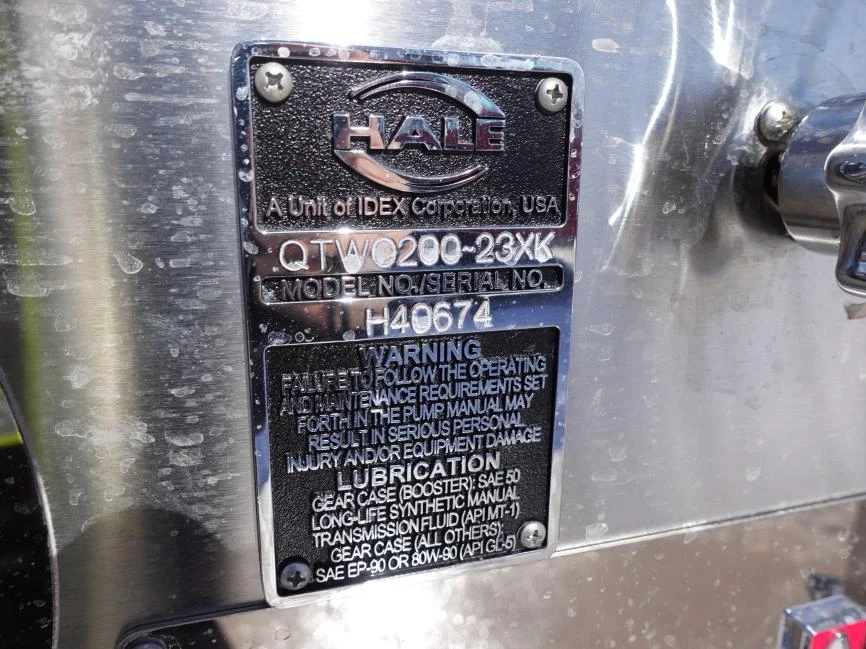 HALE
A Unit of IDEX Corporation, USA
QTWO200-23XK
MODEL NO./SERIAL NO.
H40674
WARNING
FAILURE TO FOLLOW THE OPERATING
AND MAINTENANCE REQUIREMENTS SET
FORTH IN THE PUMP MANUAL MAY
RESULT IN SERIOUS PERSONAL
INJURY AND/OR EQUIPMENT DAMAGE
LUBRICATION
GEAR CASE (BOOSTER): SAE 50
LONG-LIFE SYNTHETIC MANUAL
TRANSMISSION FLUID (API MT-1)
GEAR CASE (ALL OTHERS):
SAE EP-90 OR 80W-90 (API GL-5)